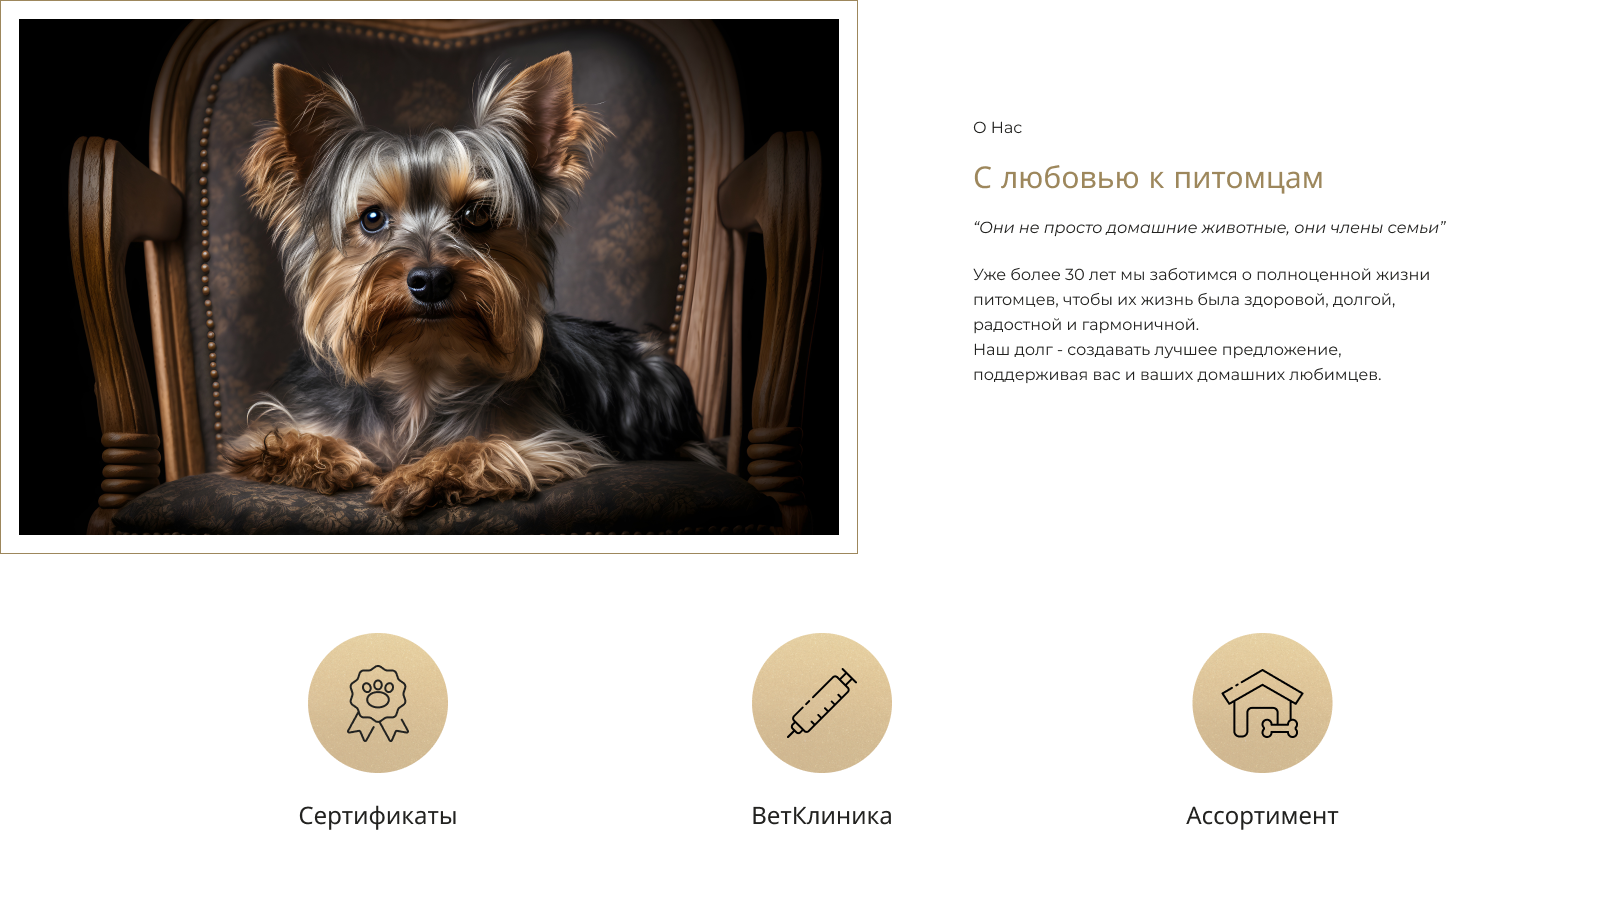 О Нас
С любовью к питомцам
“Они не просто домашние животные, они члены семьи”
Уже более 30 лет мы заботимся о полноценной жизни
питомцев, чтобы их жизнь была здоровой, долгой,
радостной и гармоничной.
Наш долг - создавать лучшее предложение,
поддерживая вас и ваших домашних любимцев.
Сертификаты
ВетКлиника
Ассортимент